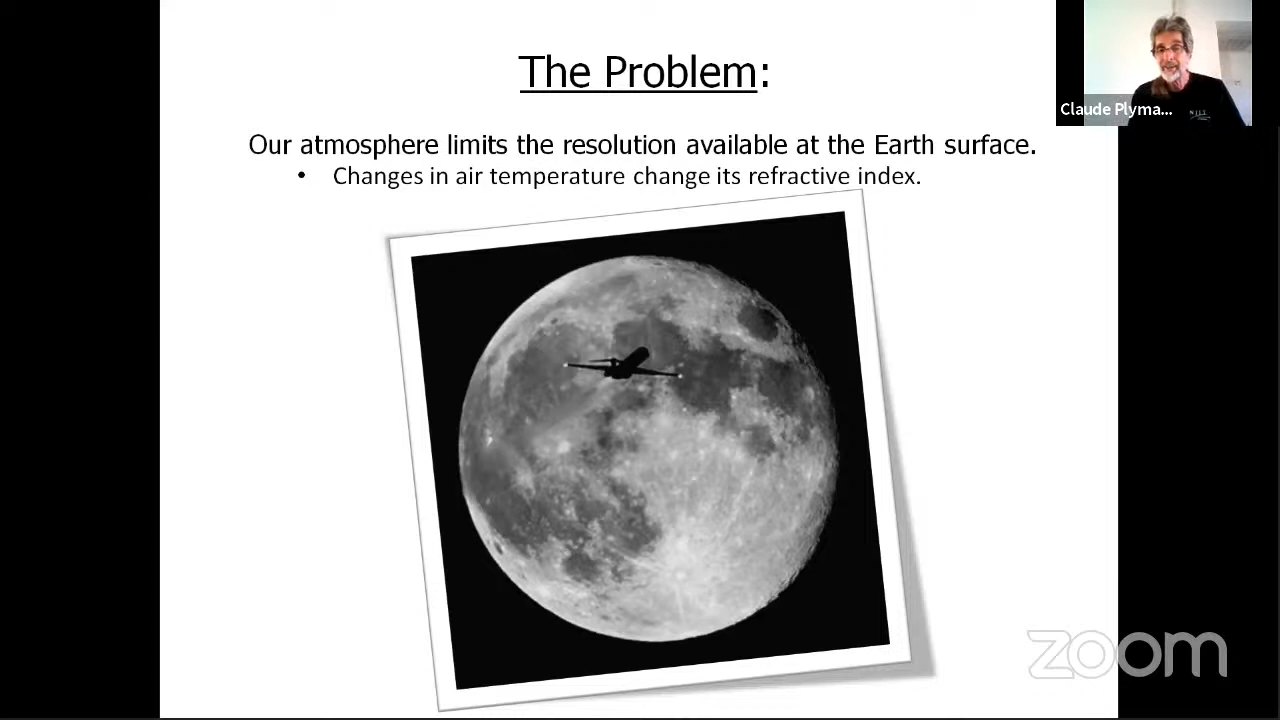 The Problem:
Claude Plyma...
Our atmosphere limits the resolution available at the Earth surface.
• Changes in air temperature change its refractive index.
zoom